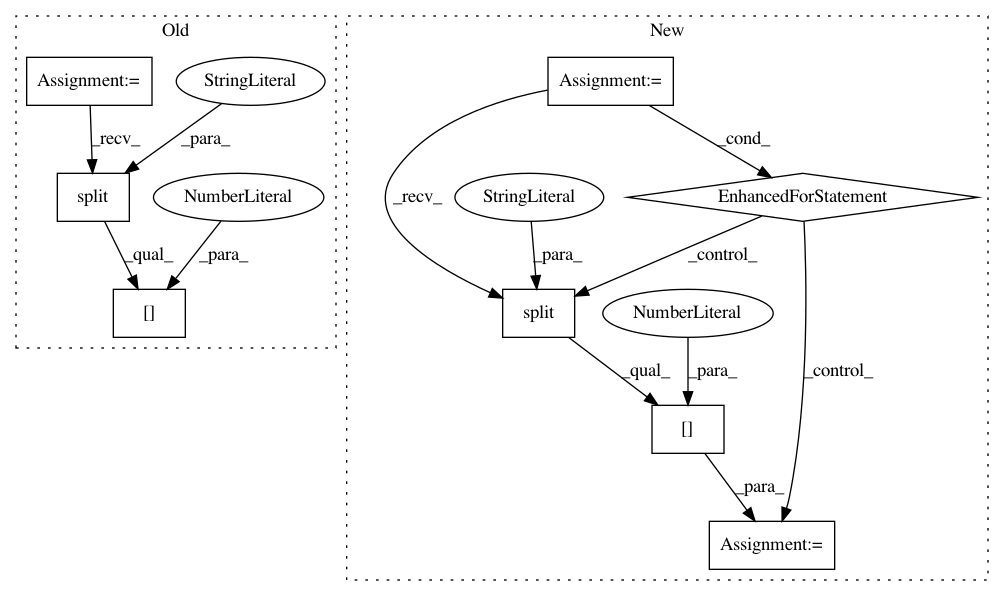 Old
New
Assignment:=
StringLiteral
Assignment:=
_recv_
_para_
_cond_
split
NumberLiteral
_recv_
StringLiteral
EnhancedForStatement
_qual_
_para_
_para_
_control_
[]
split
NumberLiteral
_qual_
_para_
_control_
[]
_para_
Assignment:=